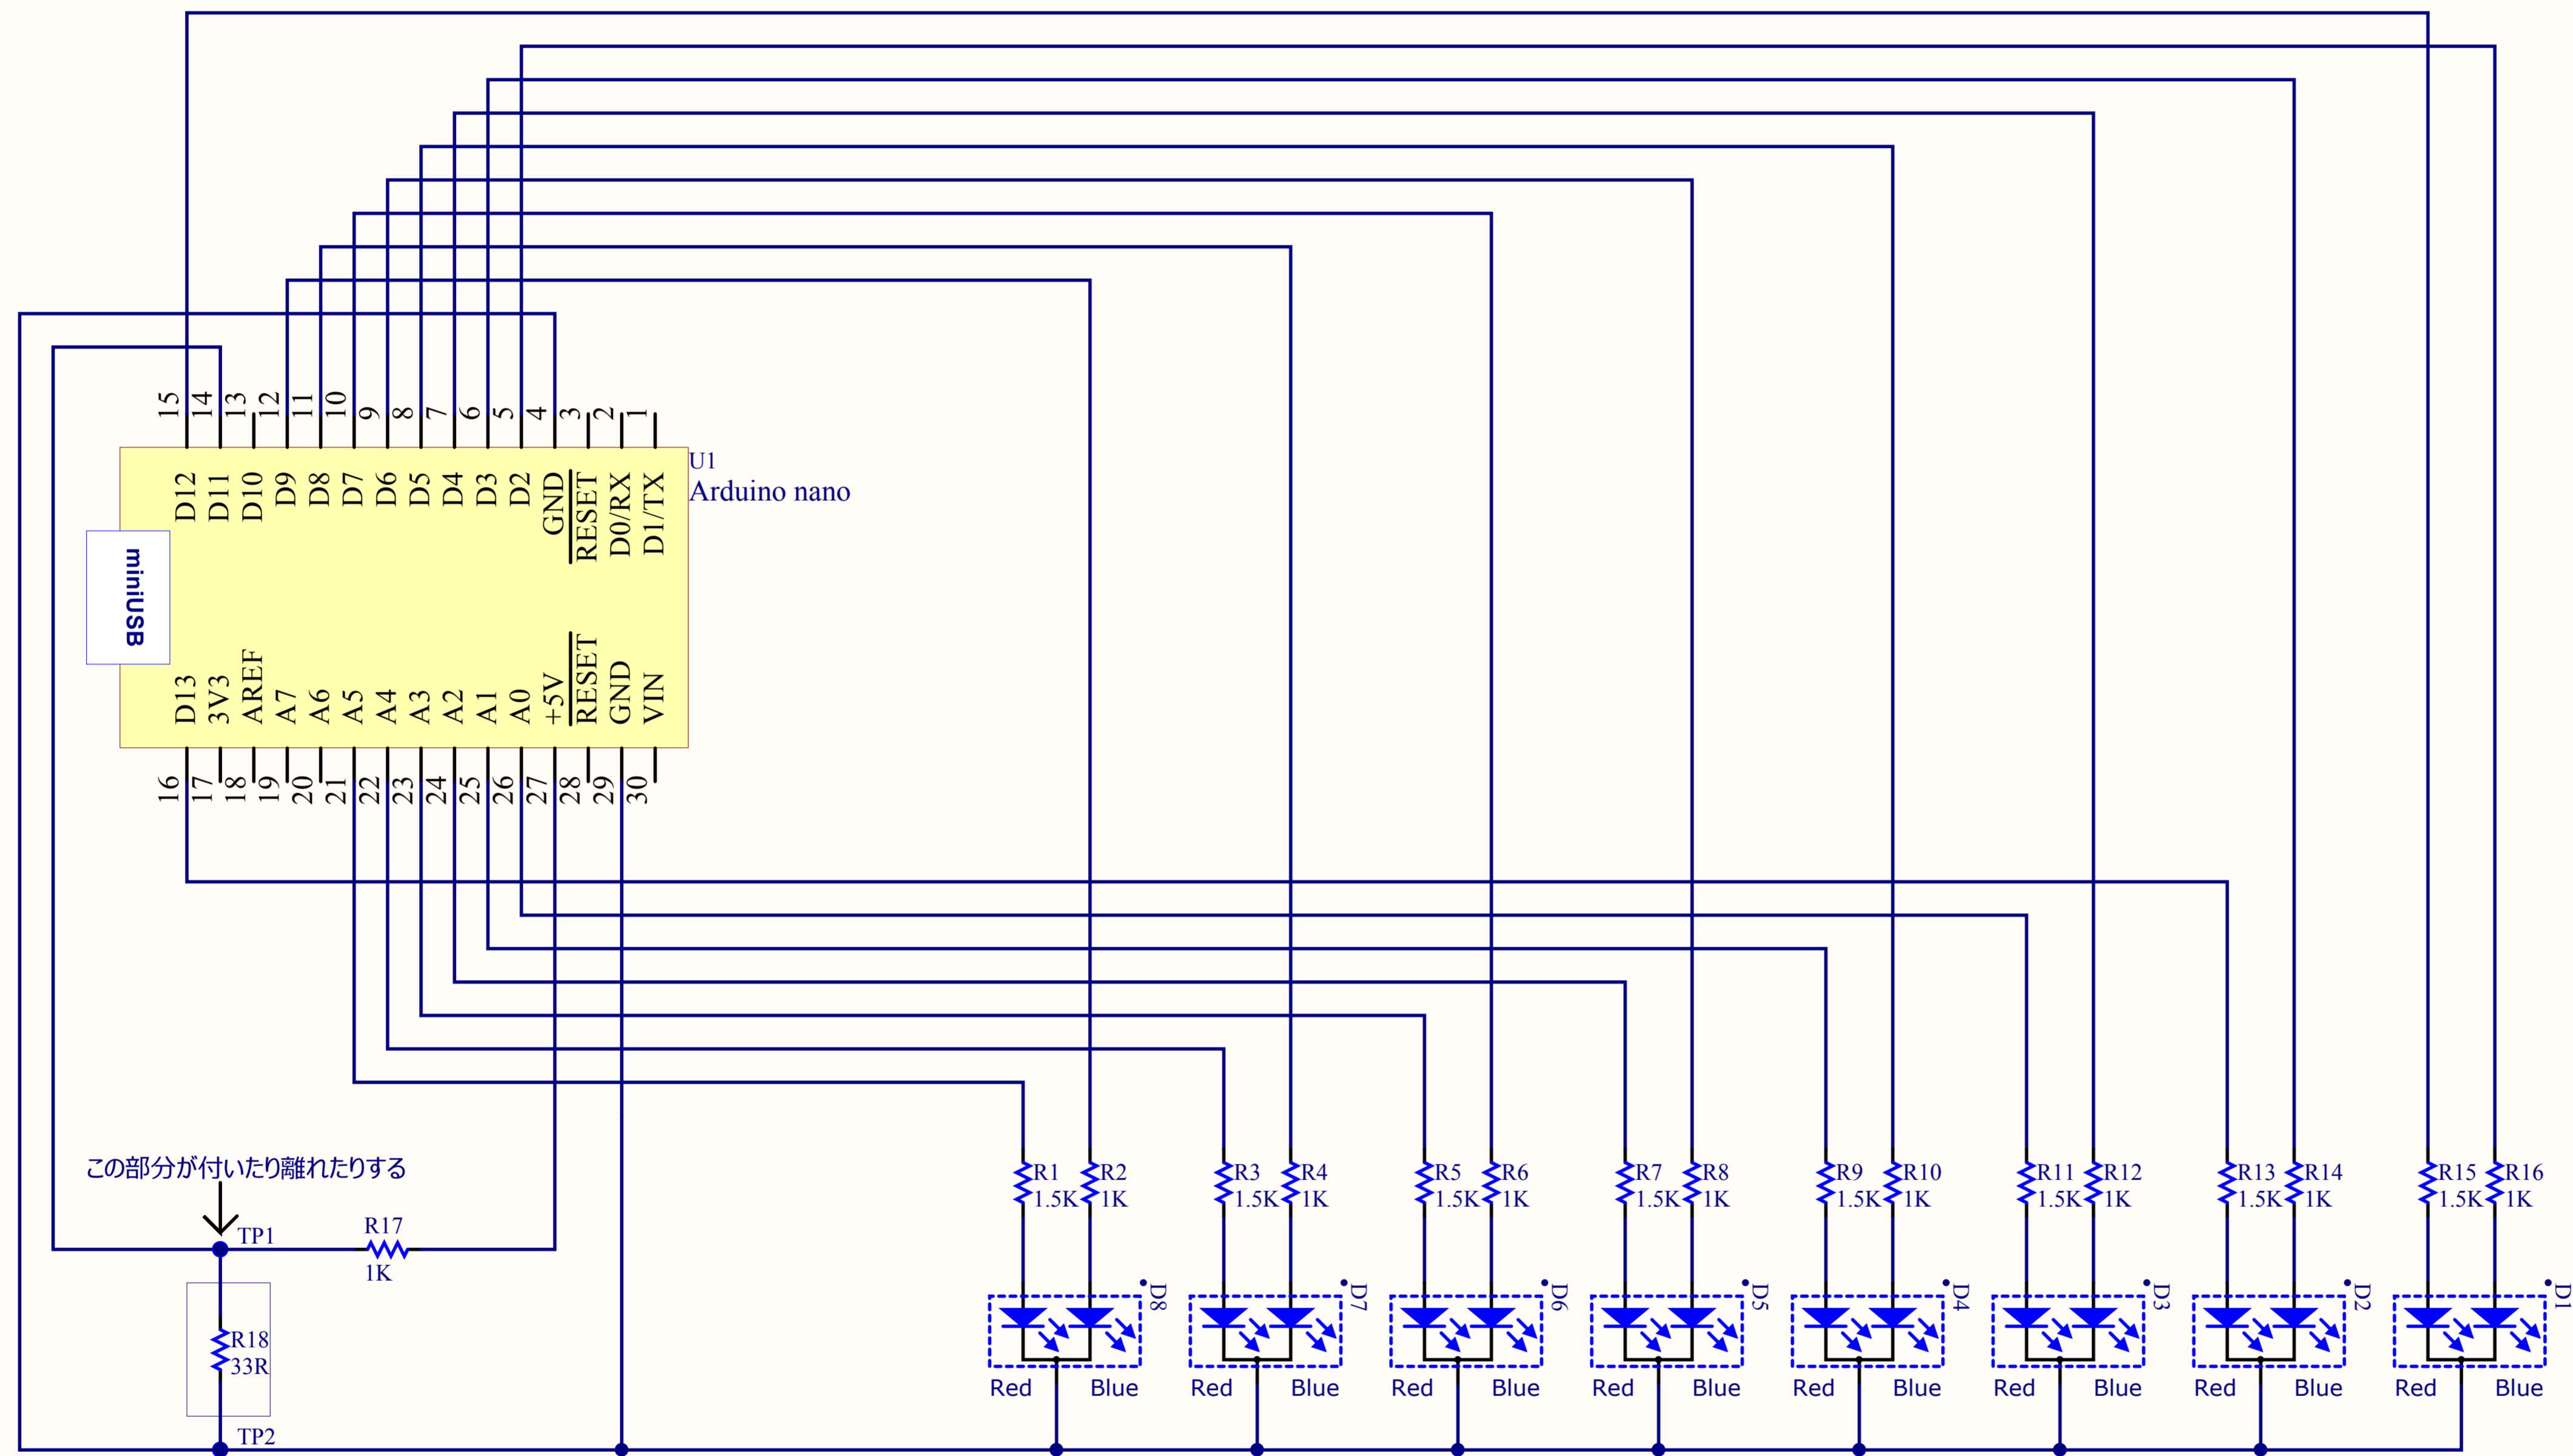 15
14
13
12
11
10
9
8
7
6
5
4
3
2
1
U1
Arduino nano
D12
D11
D10
D9
D8
D7
D6
D5
D4
D3
D2
GND
RESET
D0/RX
D1/TX
miniUSB
D13
3V3
AREF
A7
A6
A5
A4
A3
A2
A1
A0
+5V
RESET
GND
VIN
16
17
18
19
20
21
22
23
24
25
26
27
28
29
30
この部分が付いたり離れたりする
TP1
R17
1K
R18
33R
TP2
R1
1.5K
R2
1K
R3
1.5K
R4
1K
R5
1.5K
R6
1K
R7
1.5K
R8
1K
R9
1.5K
R10
1K
R11
1.5K
R12
1K
R13
1.5K
R14
1K
R15
1.5K
R16
1K
D8
D7
D6
D5
D4
D3
D2
D1
Red Blue
Red Blue
Red Blue
Red Blue
Red Blue
Red Blue
Red Blue
Red Blue